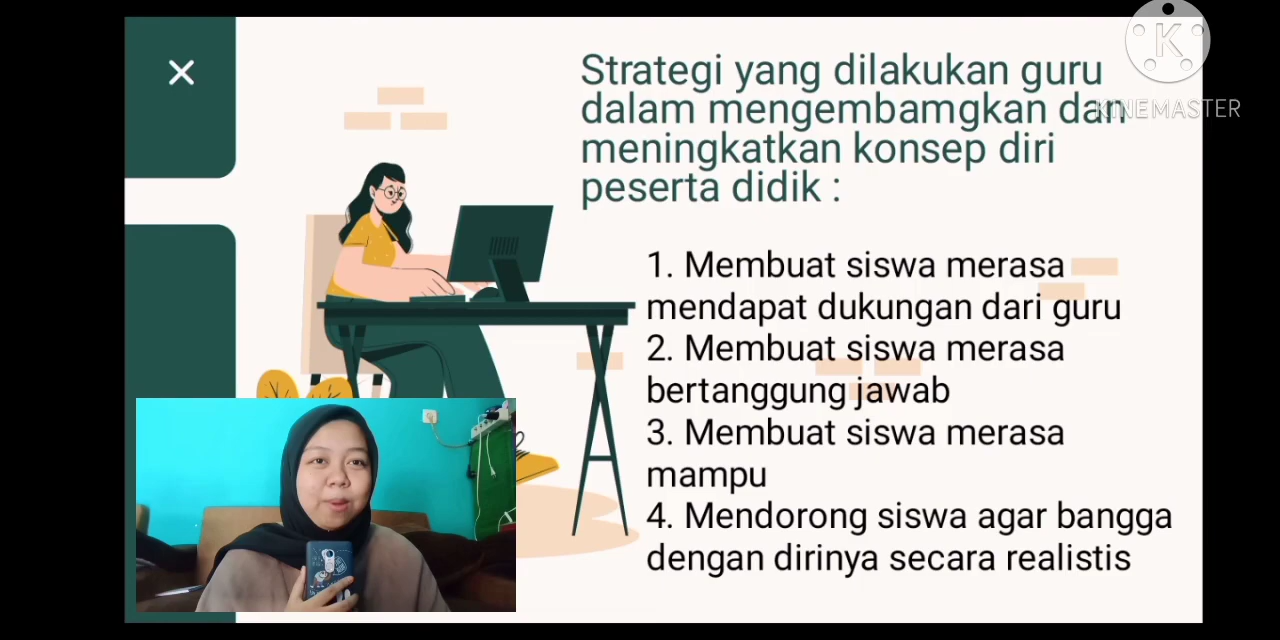 Strategi yang dilakukan guru
dalam mengembamgkan dan
meningkatkan konsep diri
peserta didik :
1. Membuat siswa merasa
mendapat dukungan dari guru
2. Membuat siswa merasa
bertanggung jawab
3. Membuat siswa merasa
mampu
4. Mendorong siswa agar bangga
dengan dirinya secara realistis
K
KINEMASTER